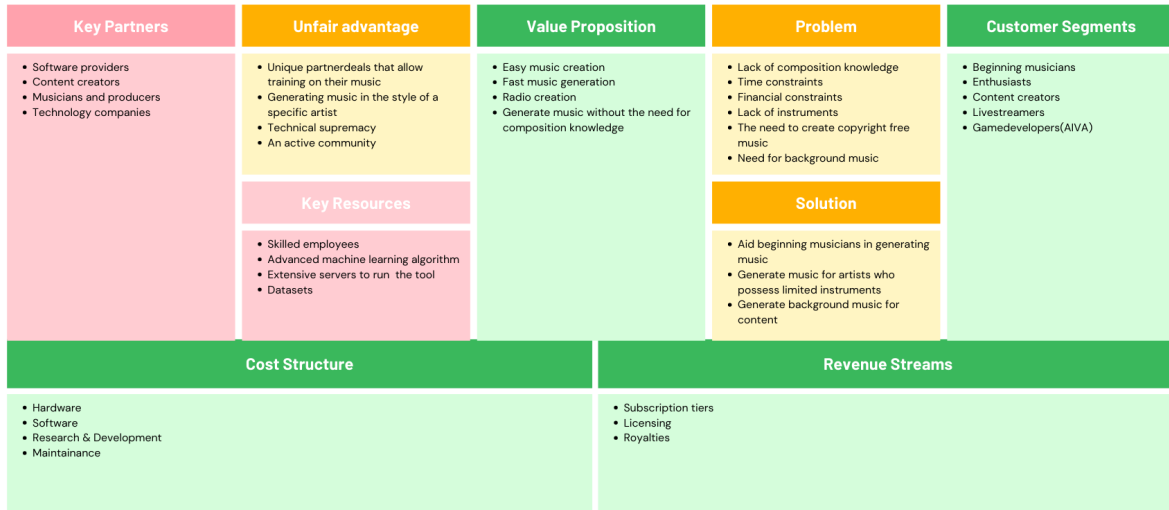 Key Partners
Software providers
Content creators
Musicians and producers
Technology companies
Unfair advantage
Unique partnerdeals that allow
training on their music
Generating music in the style of a
specific artist
Technical supremacy
An active community
Key Resources
Skilled employees
Advanced machine learning algorithm
Extensive servers to run the tool
Datasets
Value Proposition
Easy music creation
Fast music generation
Radio creation
Generate music without the need for
composition knowledge
Problem
Lack of composition knowledge
Time constraints
Financial constraints
Lack of instruments
The need to create copyright free
music
Need for background music
Solution
Aid beginning musicians in generating
music
Generate music for artists who
possess limited instruments
Generate background music for
content
Customer Segments
Beginning musicians
Enthusiasts
Content creators
Livestreamers
Gamedevelopers(AIVA)
Cost Structure
Hardware
Software
Research & Development
Maintainance
Revenue Streams
Subscription tiers
Licensing
Royalties